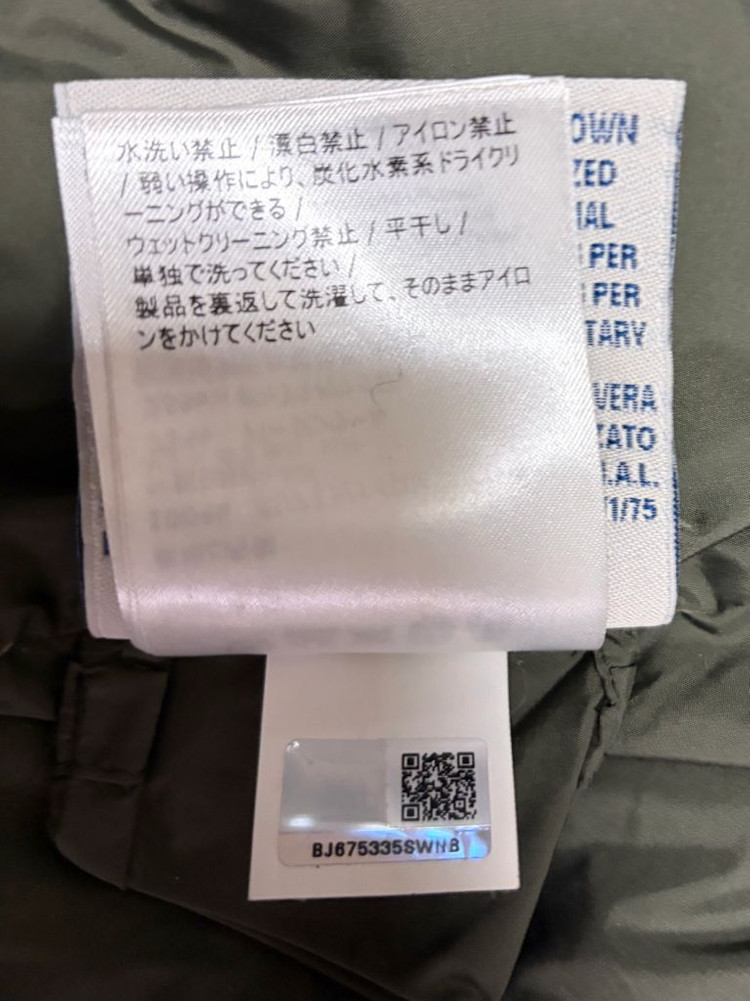 水洗い禁止 / 漂白禁止 / アイロン禁止
/ 弱い操作により、炭化水素系ドライクリ
ーニングができる /
ウェットクリーニング禁止 / 平干し /
単独で洗ってください /
製品を裏返して洗濯して、そのままアイロ
ンをかけてください
OWN
ZED
IAL
PER
PER
TARY
VERA
ZATO
.A.L.
1/75
BJ675335SWNB